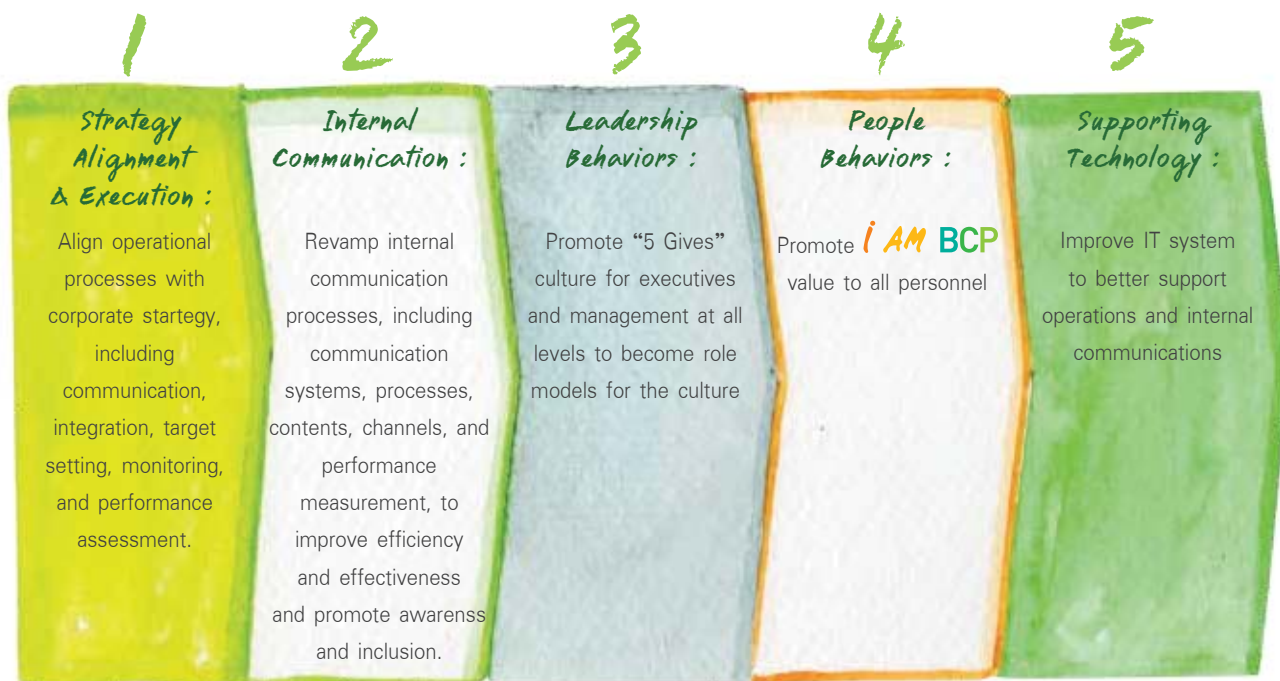 1
Strategy
Alignment
& Execution :
Align operational
processes with
corporate startegy,
including
communication,
integration, target
setting, monitoring,
and performance
assessment.
2
Internal
Communication :
Revamp internal
communication
processes, including
communication
systems, processes,
contents, channels, and
performance
measurement, to
improve efficiency
and effectiveness
and promote awarenss
and inclusion.
3
Leadership
Behaviors :
Promote “5 Gives”
culture for executives
and management at all
levels to become role
models for the culture
4
People
Behaviors :
Promote i AM BCP
value to all personnel
5
Supporting
Technology :
Improve IT system
to better support
operations and internal
communications